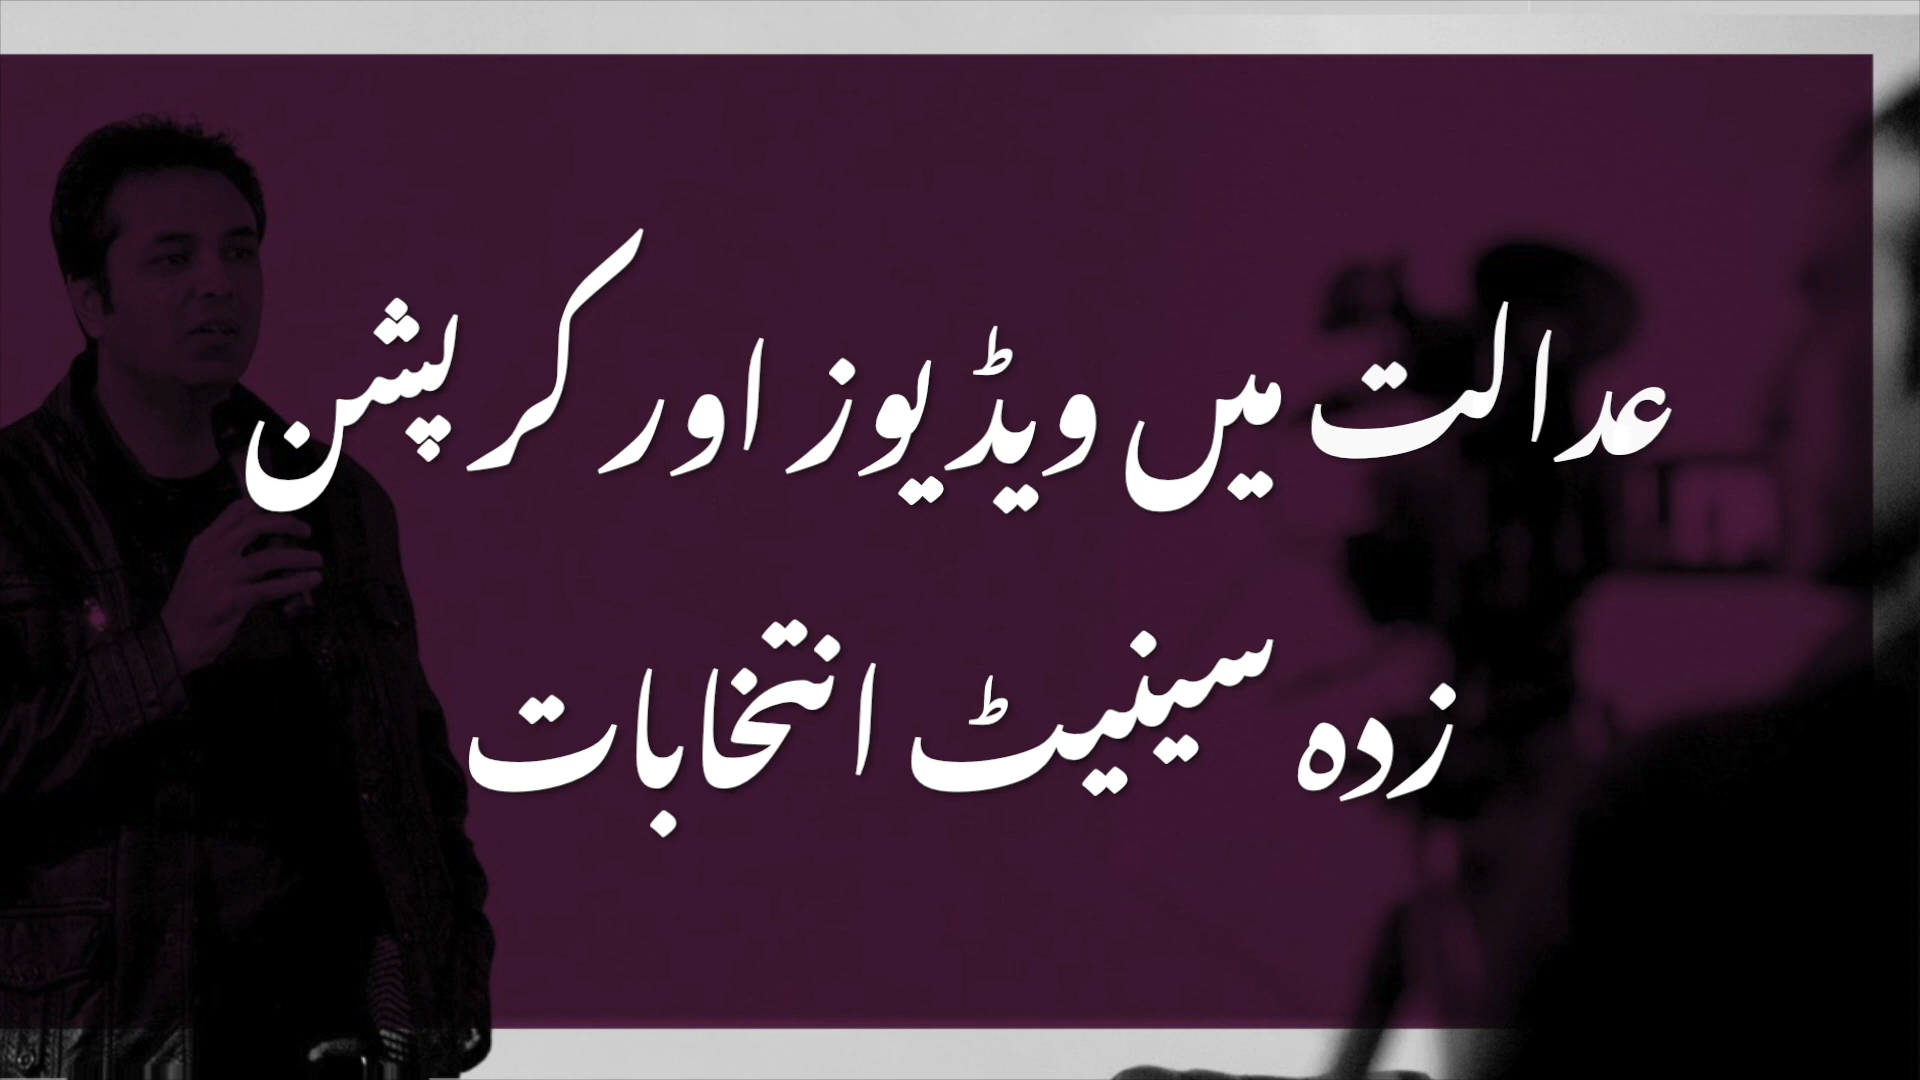 عدالت میں ویڈیوز اور کرپشن
زدہ سینیٹ انتخابات